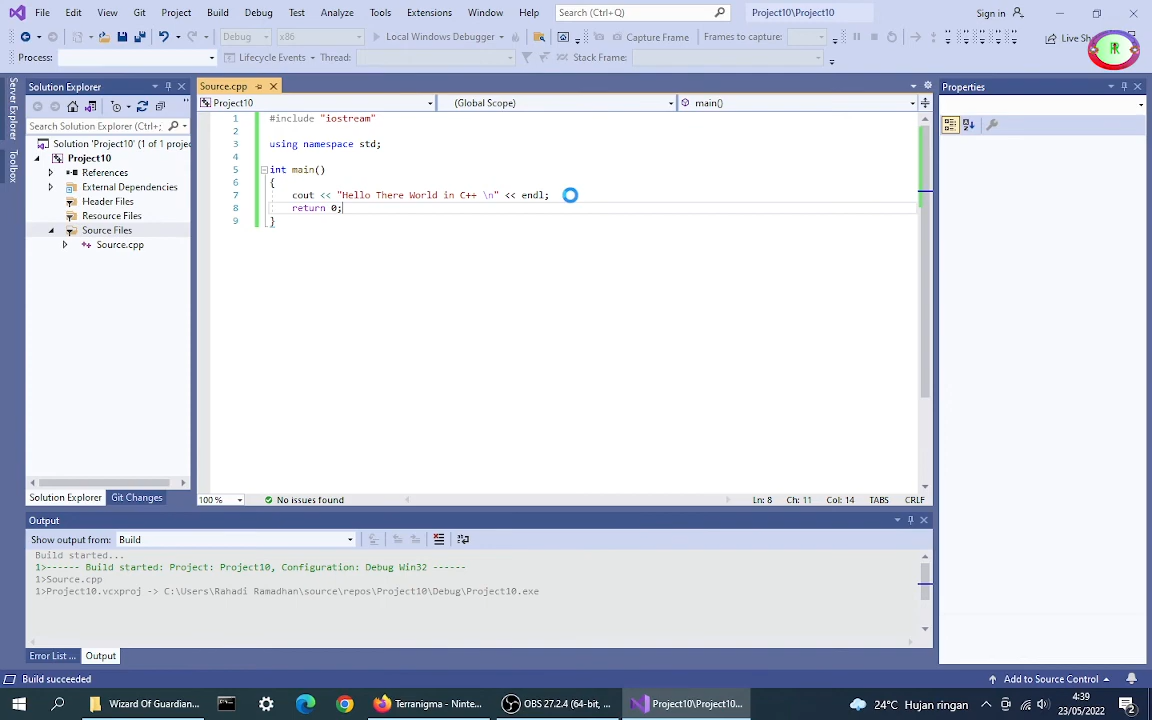 File Edit View Git Project Build Debug Test Analyze Tools Extensions Window Help Search (Ctrl+Q) Project10\Project10 Sign in
Debug x86 Local Windows Debugger Capture Frame Frames to capture: Live
Process: Lifecycle Events Thread: Stack Frame:
R
Server Explorer
Toolbox
Solution Explorer
Search Solution Explorer (Ctrl+;
Solution 'Project10' (1 of 1 projec
Project10
References
External Dependencies
Header Files
Resource Files
Source Files
Source.cpp
Solution Explorer Git Changes
Source.cpp
Project10 (Global Scope) main()
1 #include "iostream"
2
3 using namespace std;
4
5 int main()
6 {
7 cout << "Hello There World in C++ \n" << endl;
8 return 0;
9 }
100 % No issues found Ln: 8 Ch: 11 Col: 14 TABS CRLF
Properties
Output
Show output from: Build
Build started...
1>------ Build started: Project: Project10, Configuration: Debug Win32 ------
1>Source.cpp
1>Project10.vcxproj -> C:\Users\Rahadi Ramadhan\source\repos\Project10\Debug\Project10.exe
Error List ... Output
Build succeeded Add to Source Control
Wizard Of Guardian... Terranigma - Ninte... OBS 27.2.4 (64-bit, ... Project10\Project10... 24°C Hujan ringan 4:39
23/05/2022 2